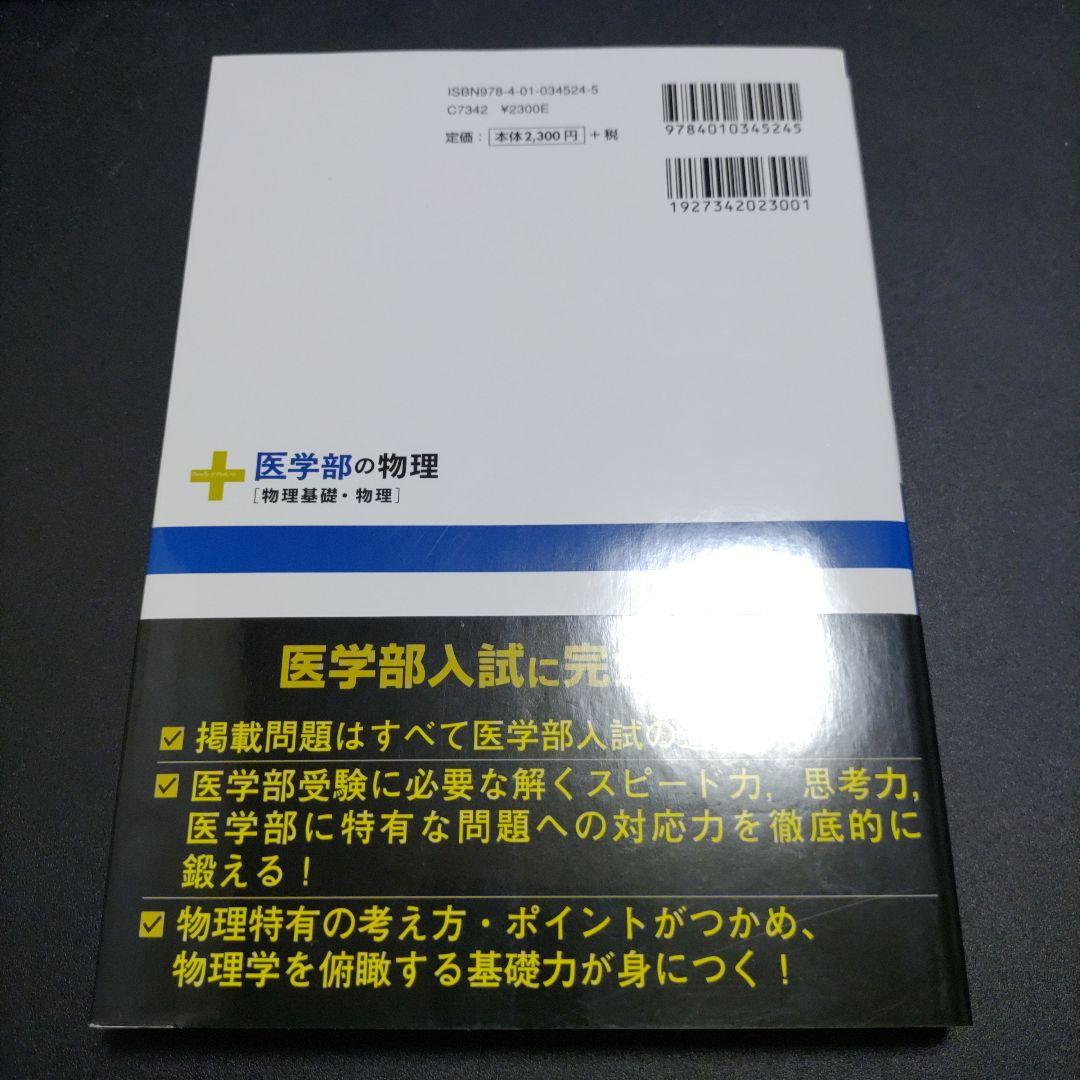 ISBN978-4-01-034524-5
C7342 ¥2300E
定価：本体2,300円＋税
9784010345245
1927342023001
医学部の物理
［物理基礎・物理］
医学部入試に完
掲載問題はすべて医学部入試の
医学部受験に必要な解くスピード力，思考力，
医学部に特有な問題への対応力を徹底的に
鍛える！
物理特有の考え方・ポイントがつかめ、
物理学を俯瞰する基礎力が身につく！